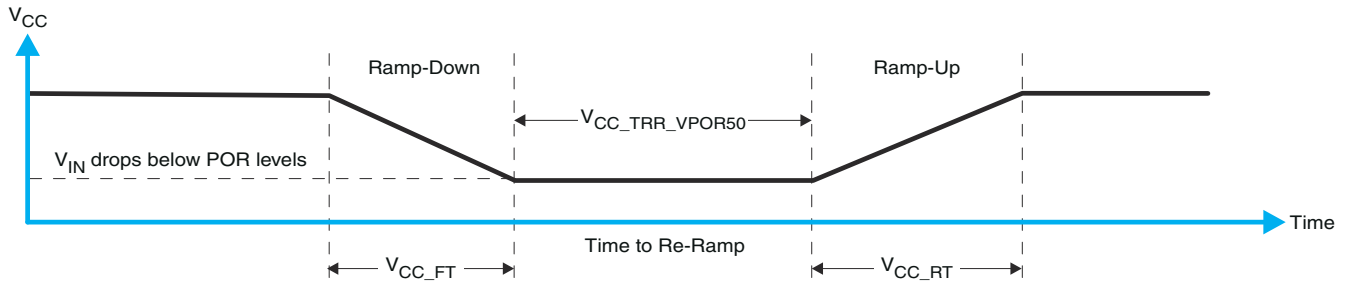 VCC
Ramp-Down
Ramp-Up
VCC_TRR_VPOR50
VIN drops below POR levels
Time
Time to Re-Ramp
VCC_FT
VCC_RT